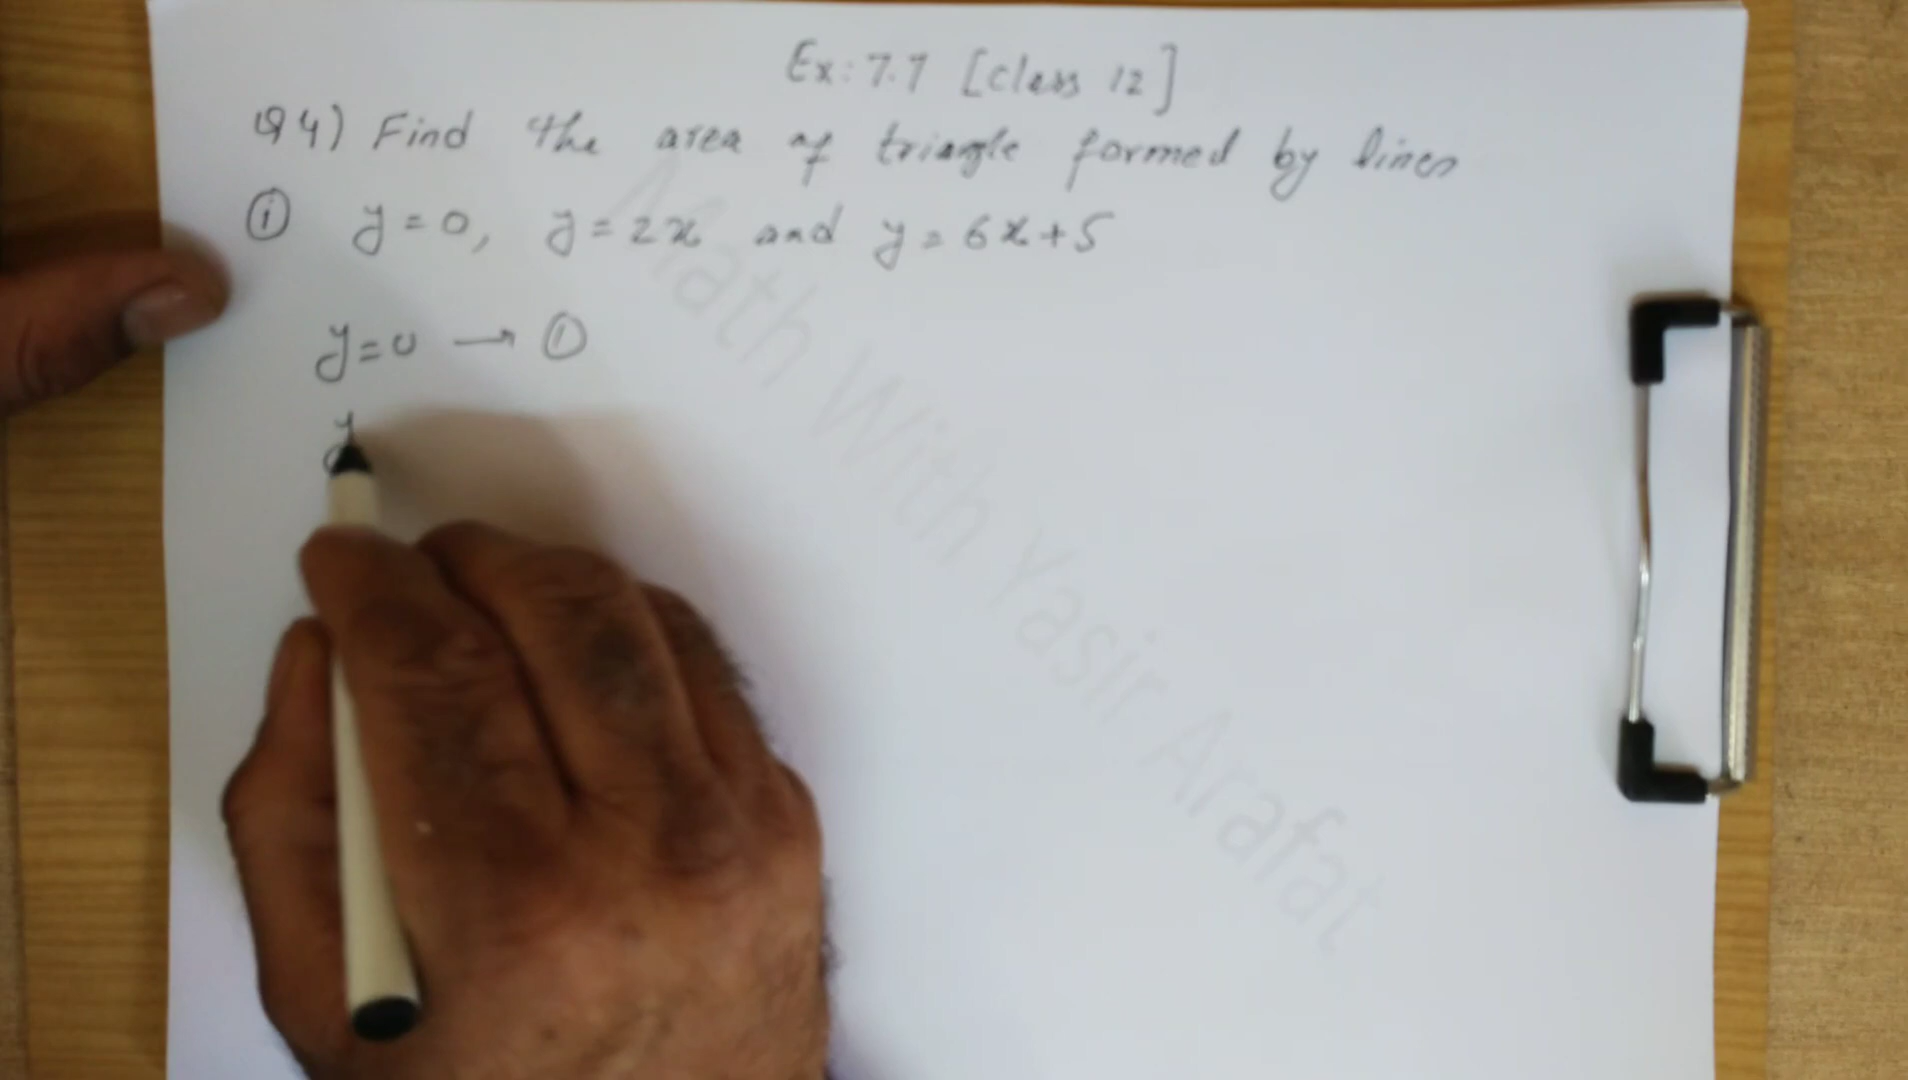 Ex: 7.7 [class 12]
Q4) Find the area of triangle formed by lines
(i) y = 0, y = 2x and y = 6x+5
y=0 → ①
y
Math With Yasir Arafat